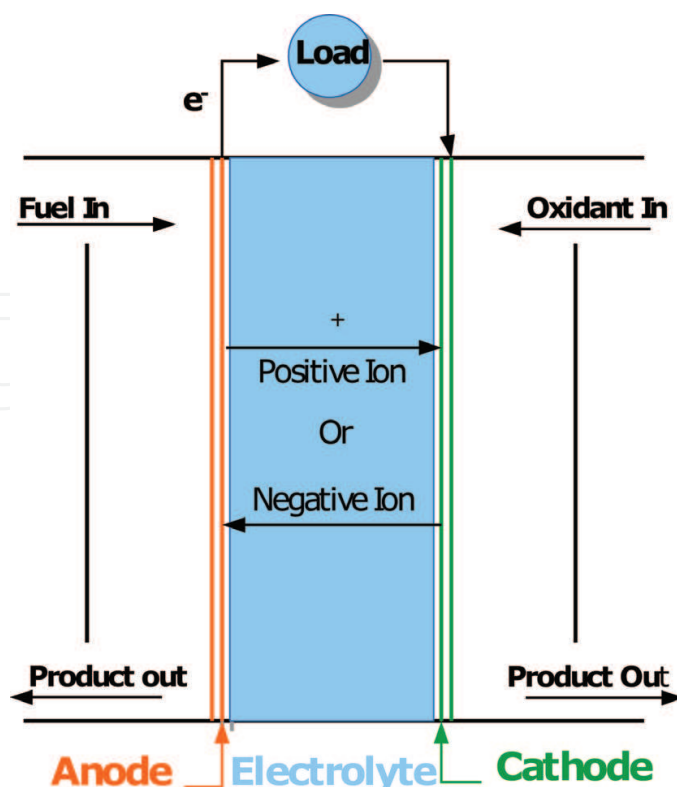 Load
e-
Fuel In
Oxidant In
+
Positive Ion
Or
Negative Ion
Product out
Product Out
Anode
Electrolyte
Cathode